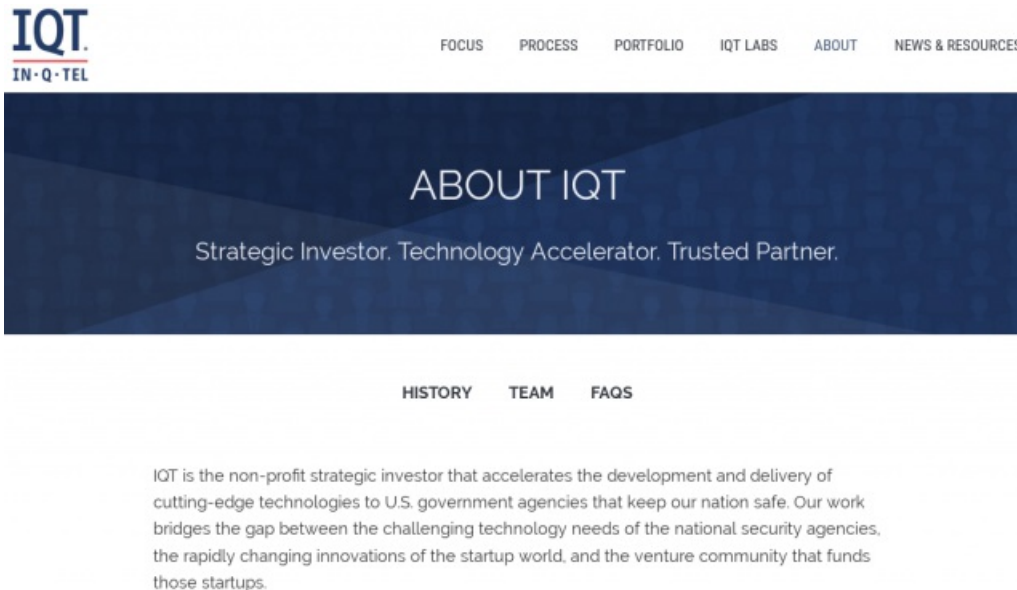 IQT.
IN·Q·TEL
FOCUS PROCESS PORTFOLIO IQT LABS ABOUT NEWS & RESOURCES
ABOUT IQT
Strategic Investor. Technology Accelerator. Trusted Partner.
HISTORY TEAM FAQS
IQT is the non-profit strategic investor that accelerates the development and delivery of
cutting-edge technologies to U.S. government agencies that keep our nation safe. Our work
bridges the gap between the challenging technology needs of the national security agencies,
the rapidly changing innovations of the startup world, and the venture community that funds
those startups.